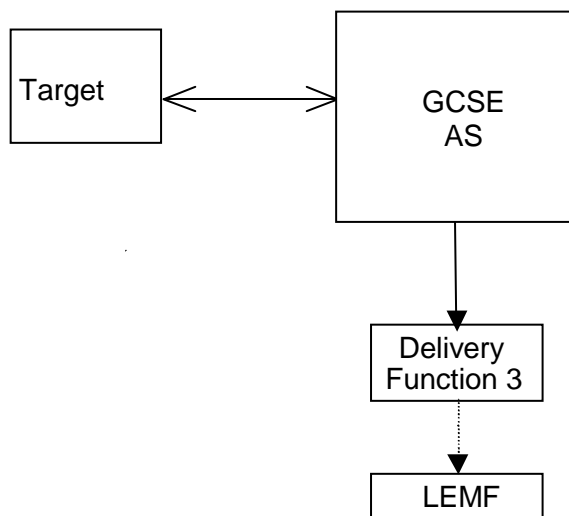 Target
GCSE
AS
Delivery
Function 3
LEMF